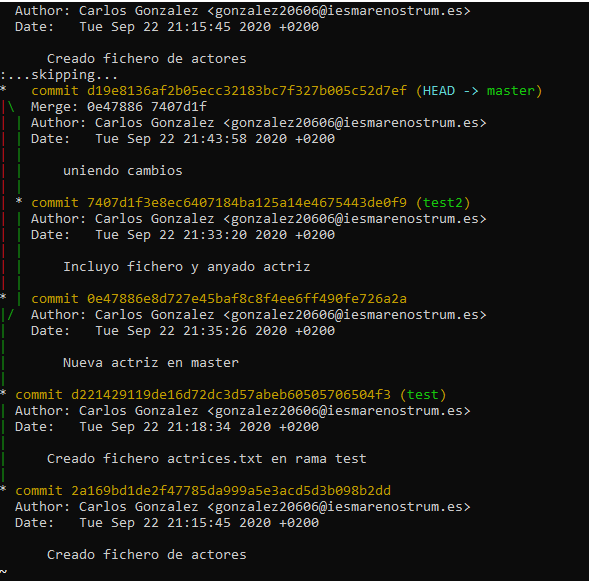 Author: Carlos Gonzalez <gonzalez20606@iesmarenostrum.es>
Date:   Tue Sep 22 21:15:45 2020 +0200
Creado fichero de actores
:...skipping...
*   commit d19e8136af2b05ecc32183bc7f327b005c52d7ef (HEAD -> master)
|\  Merge: 0e47886 7407d1f
| | Author: Carlos Gonzalez <gonzalez20606@iesmarenostrum.es>
| | Date:   Tue Sep 22 21:43:58 2020 +0200
| |
| |     uniendo cambios
| |
| * commit 7407d1f3e8ec6407184ba125a14e4675443de0f9 (test2)
| | Author: Carlos Gonzalez <gonzalez20606@iesmarenostrum.es>
| | Date:   Tue Sep 22 21:33:20 2020 +0200
| |
| |     Incluyo fichero y anyado actriz
| |
* | commit 0e47886e8d727e45baf8c8f4ee6ff490fe726a2a
|/  Author: Carlos Gonzalez <gonzalez20606@iesmarenostrum.es>
|   Date:   Tue Sep 22 21:35:26 2020 +0200
|
|       Nueva actriz en master
|
* commit d221429119de16d72dc3d57abeb60505706504f3 (test)
| Author: Carlos Gonzalez <gonzalez20606@iesmarenostrum.es>
| Date:   Tue Sep 22 21:18:34 2020 +0200
|
|     Creado fichero actrices.txt en rama test
|
* commit 2a169bd1de2f47785da999a5e3acd5d3b098b2dd
Author: Carlos Gonzalez <gonzalez20606@iesmarenostrum.es>
Date:   Tue Sep 22 21:15:45 2020 +0200
Creado fichero de actores
~